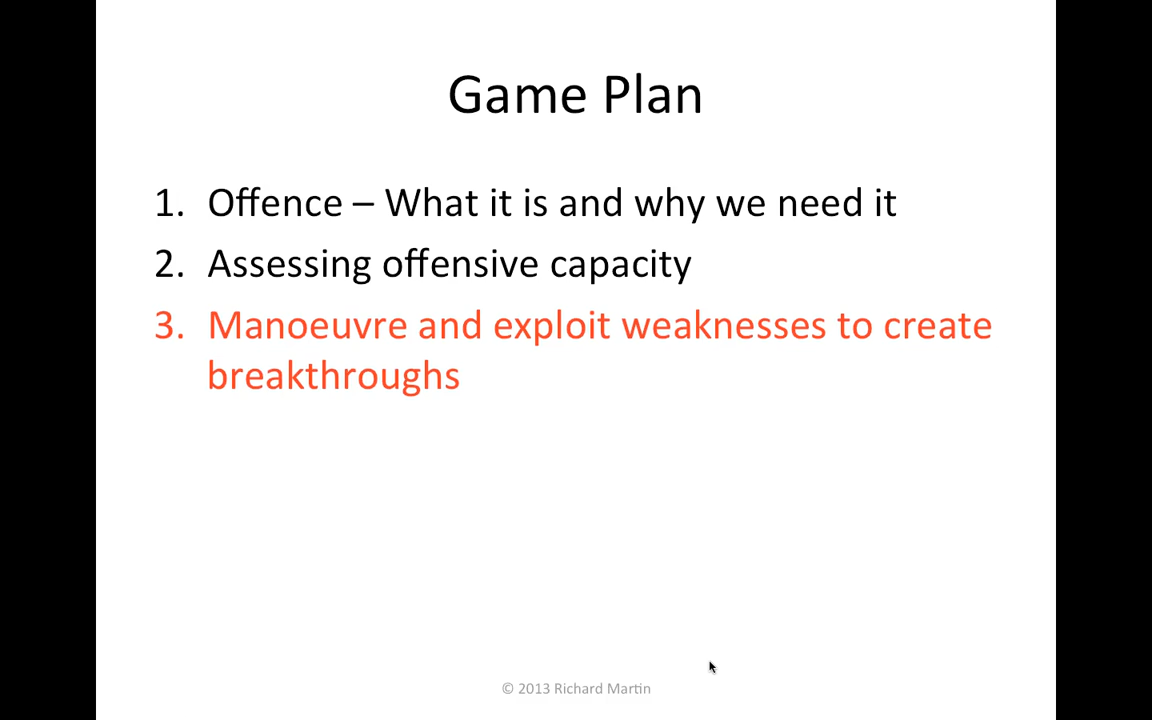 Game Plan
1. Offence – What it is and why we need it
2. Assessing offensive capacity
3. Manoeuvre and exploit weaknesses to create
breakthroughs
© 2013 Richard Martin